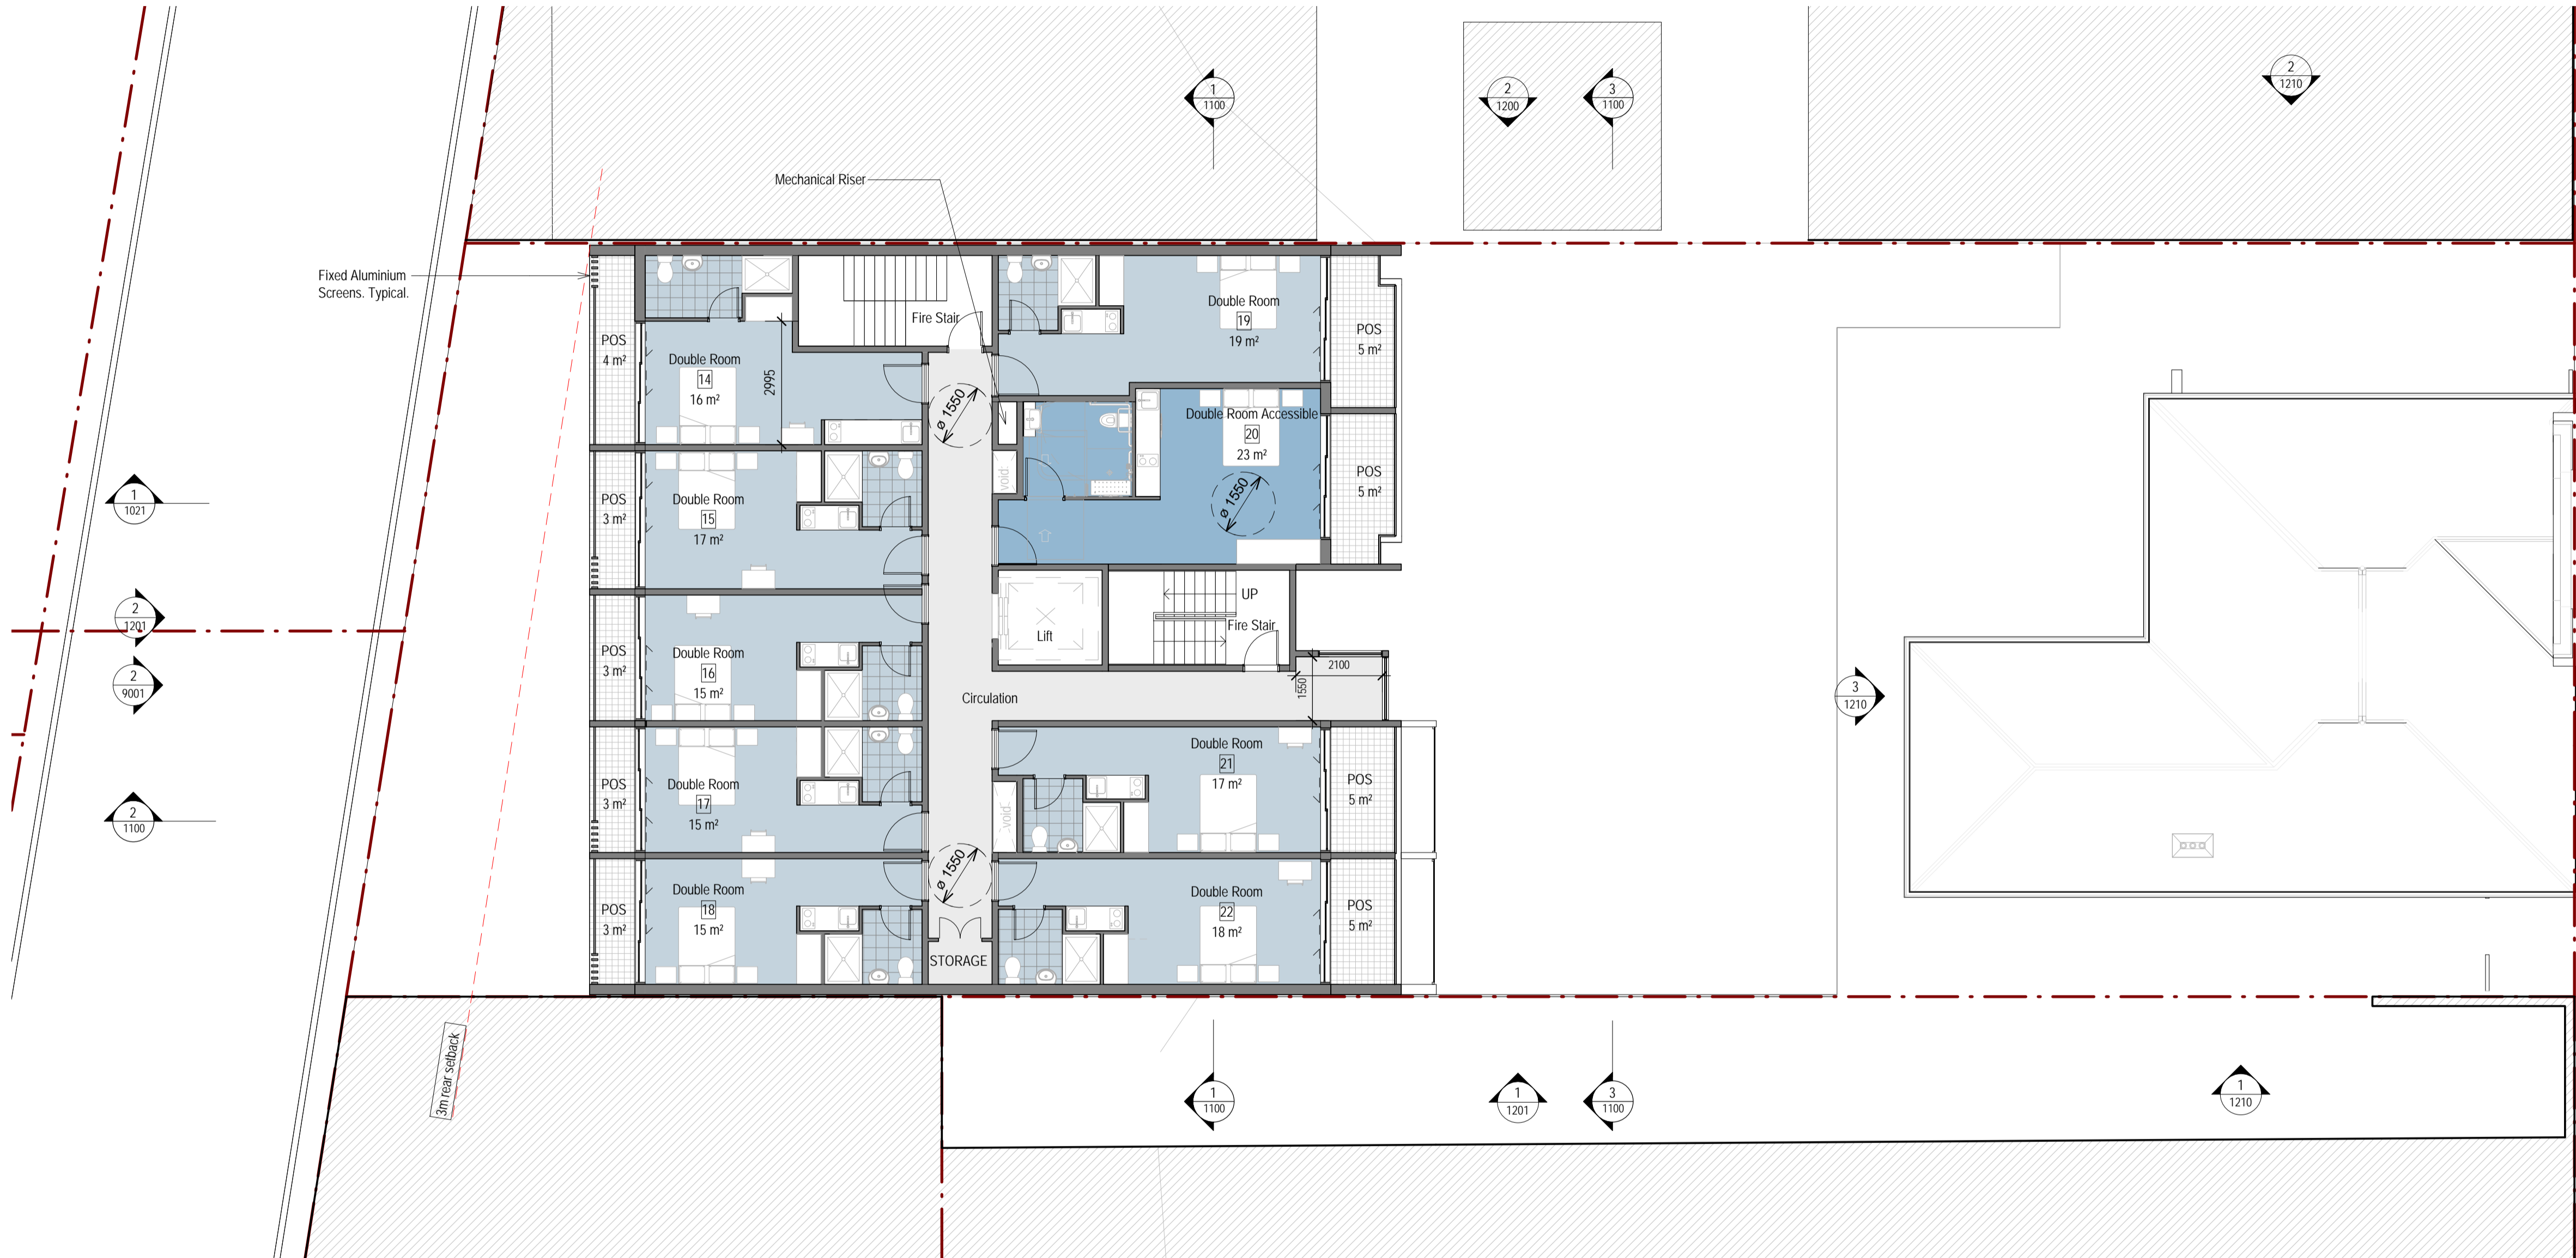 1
1100
2
1200
3
1100
2
1210
Mechanical Riser
Fixed Aluminium
Screens. Typical.
POS
4 m²
Double Room
14
16 m²
2995
Fire Stair
Double Room
19
19 m²
POS
5 m²
ø 1550
Double Room Accessible
20
23 m²
ø 1550
POS
5 m²
void
1
1021
POS
3 m²
Double Room
15
17 m²
2
1201
POS
3 m²
Double Room
16
15 m²
Lift
UP
Fire Stair
2100
1550
2
9001
Circulation
3
1210
POS
3 m²
Double Room
17
15 m²
void
Double Room
21
17 m²
POS
5 m²
2
1100
POS
3 m²
Double Room
18
15 m²
ø 1550
STORAGE
Double Room
22
18 m²
POS
5 m²
3m rear setback
1
1100
1
1201
3
1100
1
1210